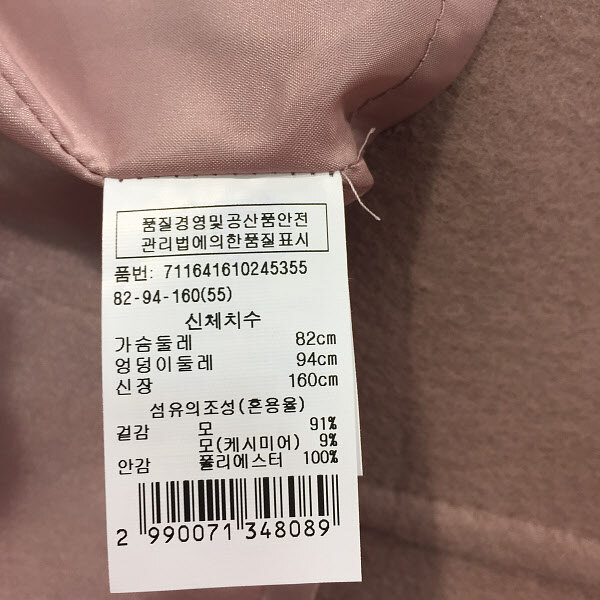 품질경영및공산품안전
관리법에의한품질표시
품번: 711641610245355
82-94-160(55)
신체치수
가슴둘레 82cm
엉덩이둘레 94cm
신장 160cm
섬유의조성(혼용율)
겉감 모 91%
모(케시미어) 9%
안감 폴리에스터 100%
2 990071 348089